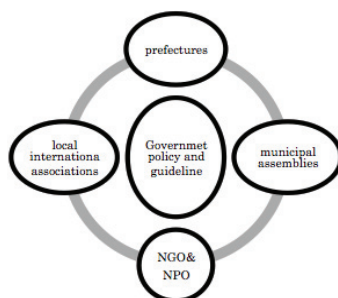 prefectures
local
internationa
associations
Governmet
policy and
guideline
municipal
assemblies
NGO&
NPO